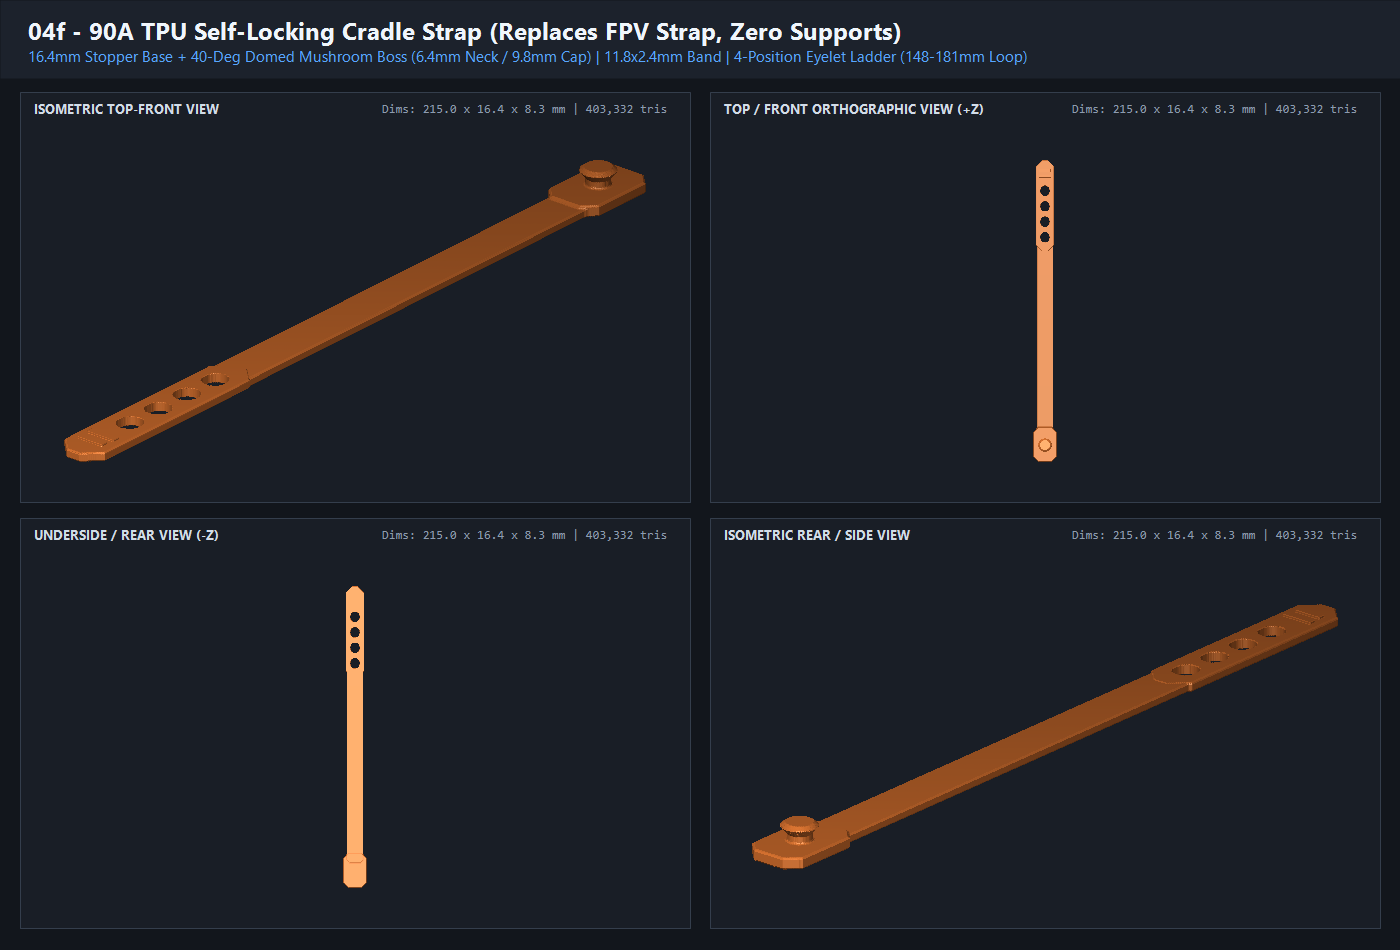 04f - 90A TPU Self-Locking Cradle Strap (Replaces FPV Strap, Zero Supports)
16.4mm Stopper Base + 40-Deg Domed Mushroom Boss (6.4mm Neck / 9.8mm Cap) | 11.8x2.4mm Band | 4-Position Eyelet Ladder (148-181mm Loop)
ISOMETRIC TOP-FRONT VIEW
Dims: 215.0 x 16.4 x 8.3 mm | 403,332 tris
TOP / FRONT ORTHOGRAPHIC VIEW (+Z)
Dims: 215.0 x 16.4 x 8.3 mm | 403,332 tris
UNDERSIDE / REAR VIEW (-Z)
Dims: 215.0 x 16.4 x 8.3 mm | 403,332 tris
ISOMETRIC REAR / SIDE VIEW
Dims: 215.0 x 16.4 x 8.3 mm | 403,332 tris